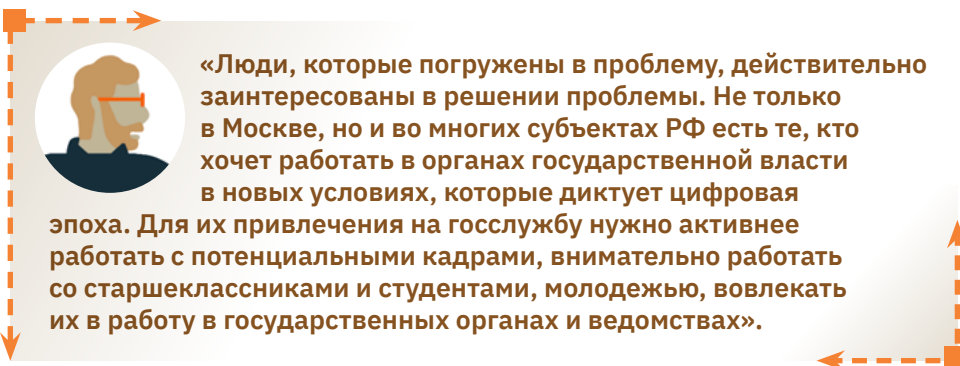 «Люди, которые погружены в проблему, действительно
заинтересованы в решении проблемы. Не только
в Москве, но и во многих субъектах РФ есть те, кто
хочет работать в органах государственной власти
в новых условиях, которые диктует цифровая
эпоха. Для их привлечения на госслужбу нужно активнее
работать с потенциальными кадрами, внимательно работать
со старшеклассниками и студентами, молодежью, вовлекать
их в работу в государственных органах и ведомствах».